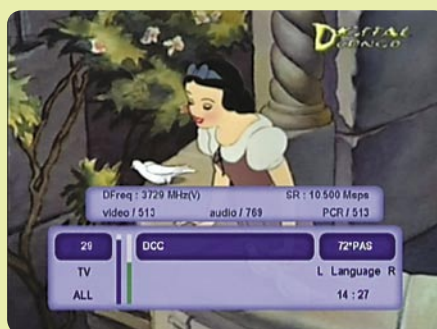 DIGITAL
CONGO
DFreq : 3729 MHz(V) SR : 10.500 Msps
video / 513 audio / 769 PCR / 513
29 DCC 72°PAS
TV L Language R
ALL 14 : 27